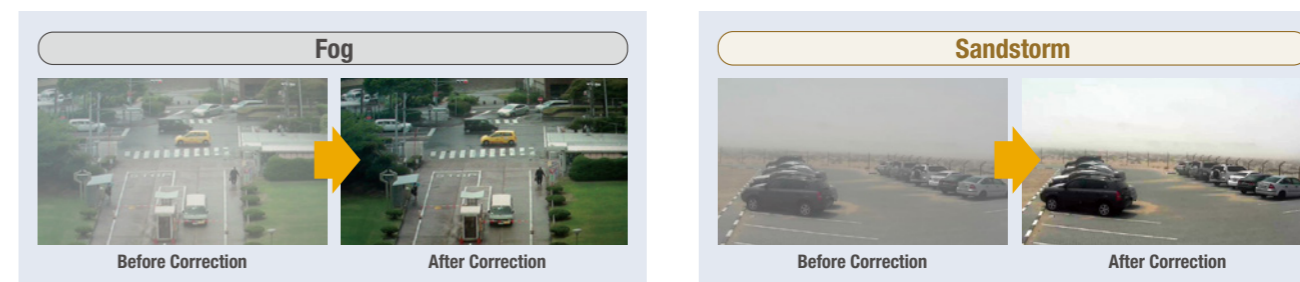 Fog
Before Correction
After Correction
Sandstorm
Before Correction
After Correction